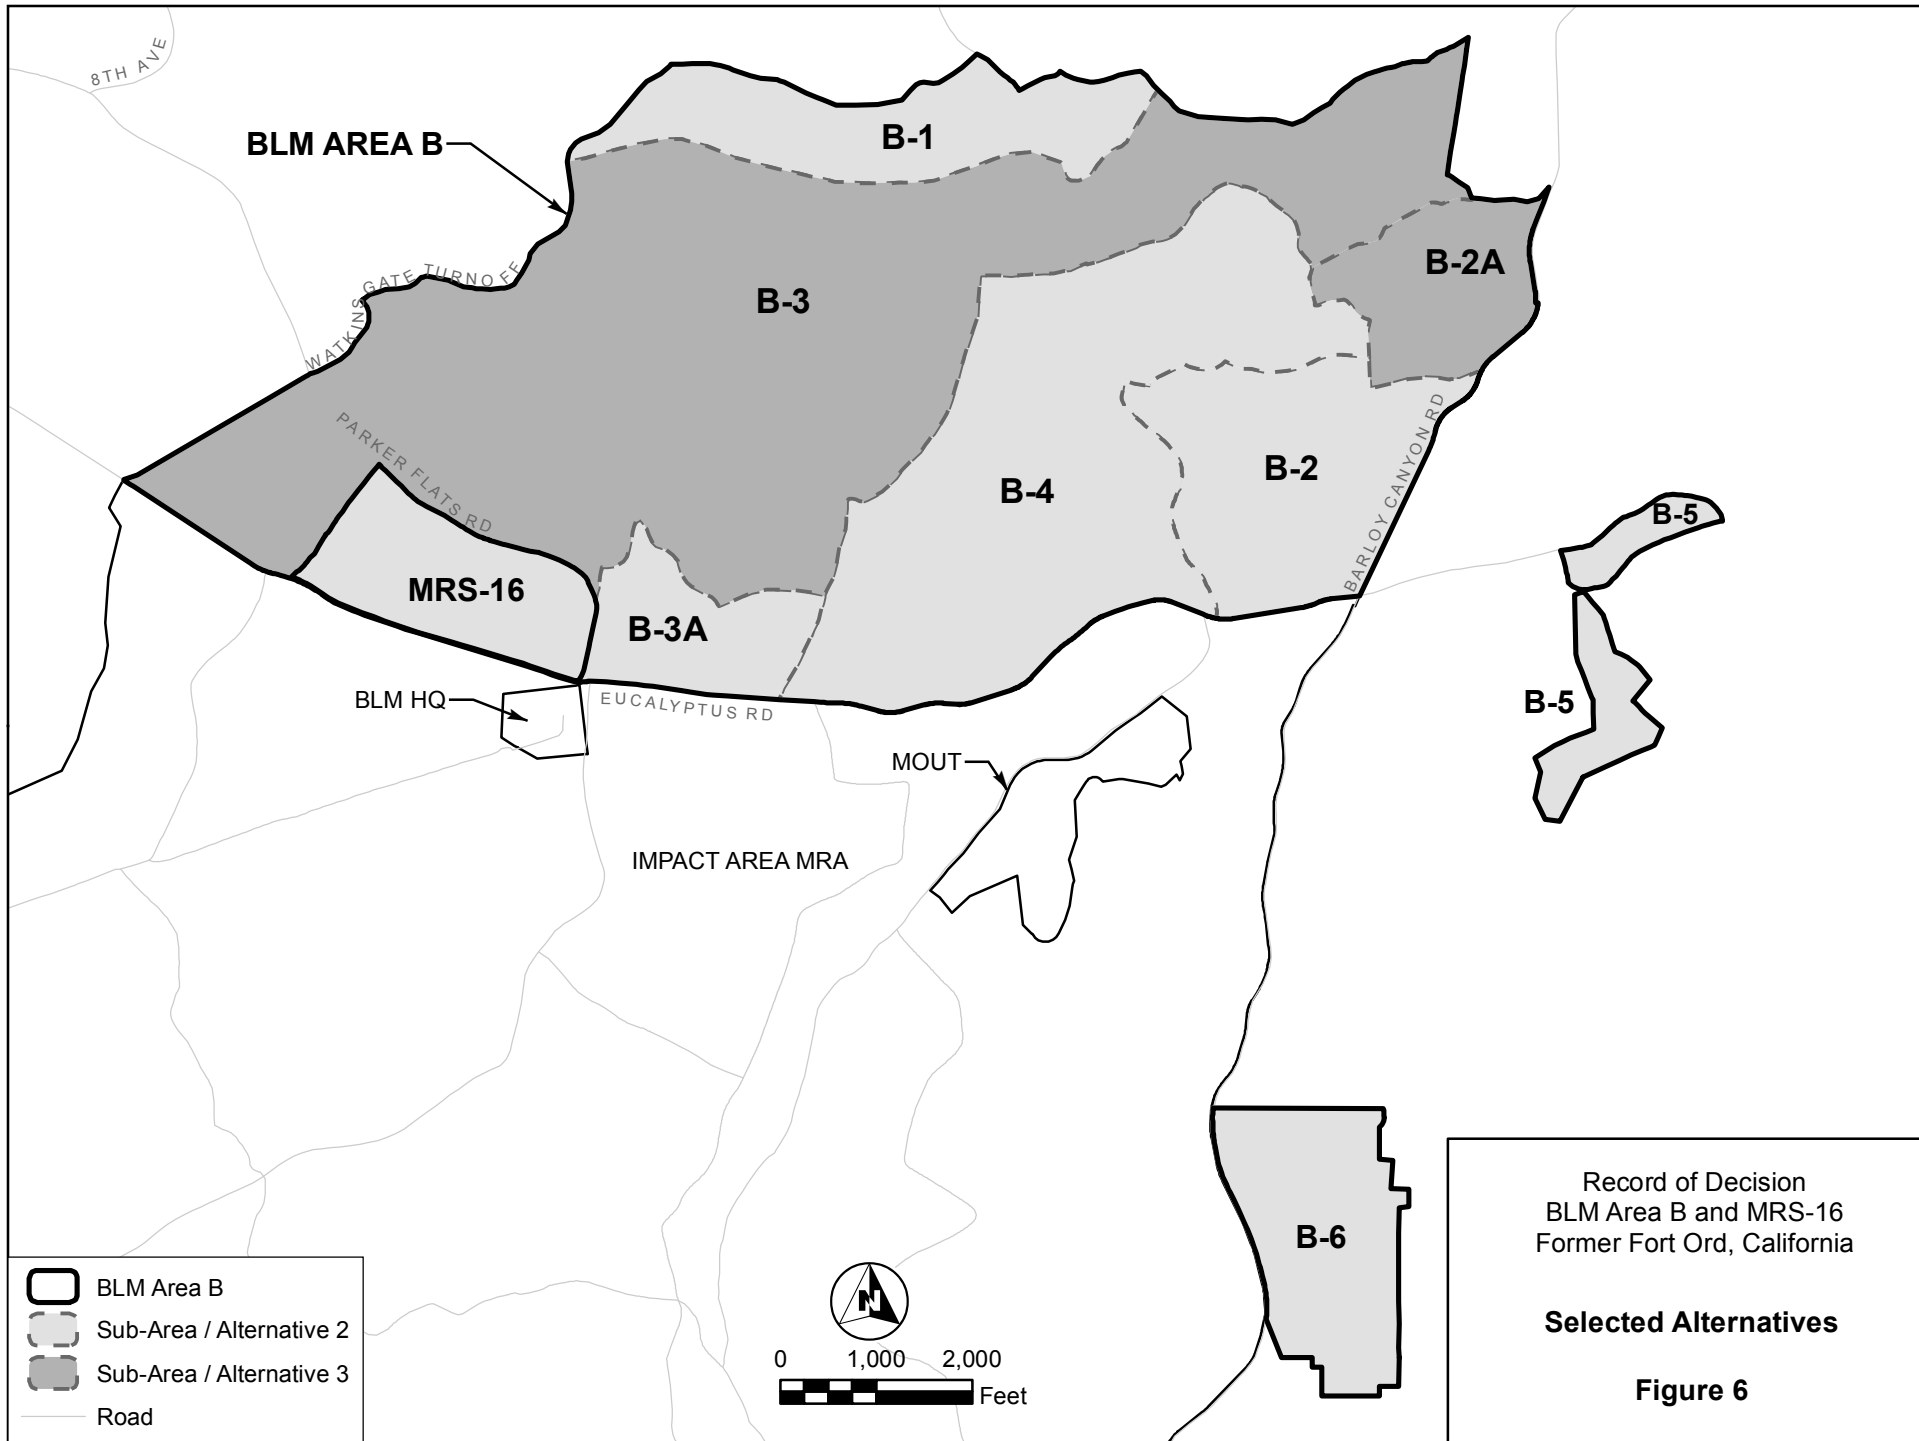 8TH AVE
BLM AREA B
B-1
B-2A
B-3
WATKINS GATE TURNOFF
PARKER FLATS RD
B-4
B-2
BARLOY CANYON RD
B-5
MRS-16
B-3A
B-5
BLM HQ
EUCALYPTUS RD
MOUT
IMPACT AREA MRA
B-6
BLM Area B
Sub-Area / Alternative 2
Sub-Area / Alternative 3
Road
N
0 1,000 2,000
Feet
Record of Decision
BLM Area B and MRS-16
Former Fort Ord, California
Selected Alternatives
Figure 6